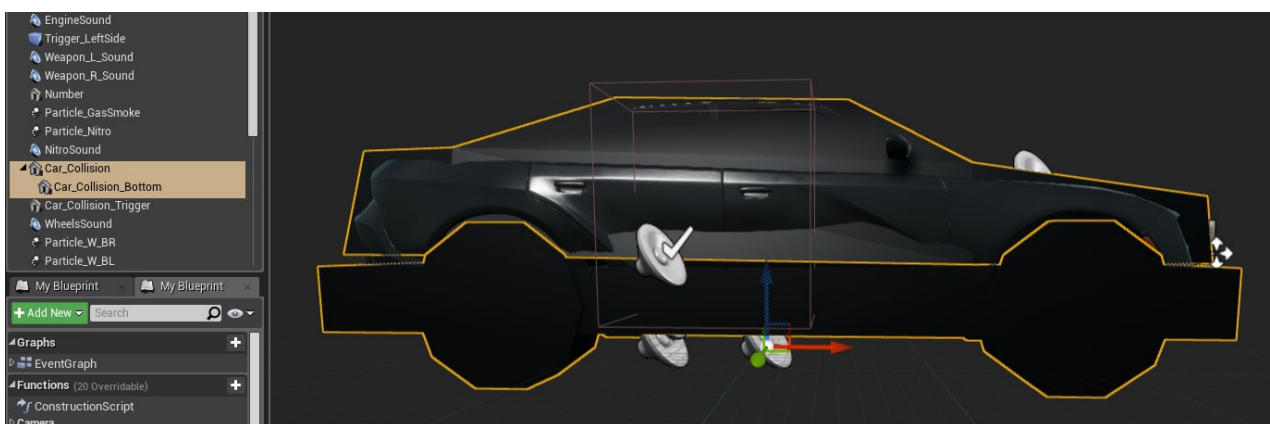 EngineSound
Trigger_LeftSide
Weapon_L_Sound
Weapon_R_Sound
Number
Particle_GasSmoke
Particle_Nitro
NitroSound
Car_Collision
Car_Collision_Bottom
Car_Collision_Trigger
WheelsSound
Particle_W_BR
Particle_W_BL
My Blueprint × My Blueprint ×
+ Add New Search
Graphs +
EventGraph
Functions (20 Overridable) +
ConstructionScript
Camera